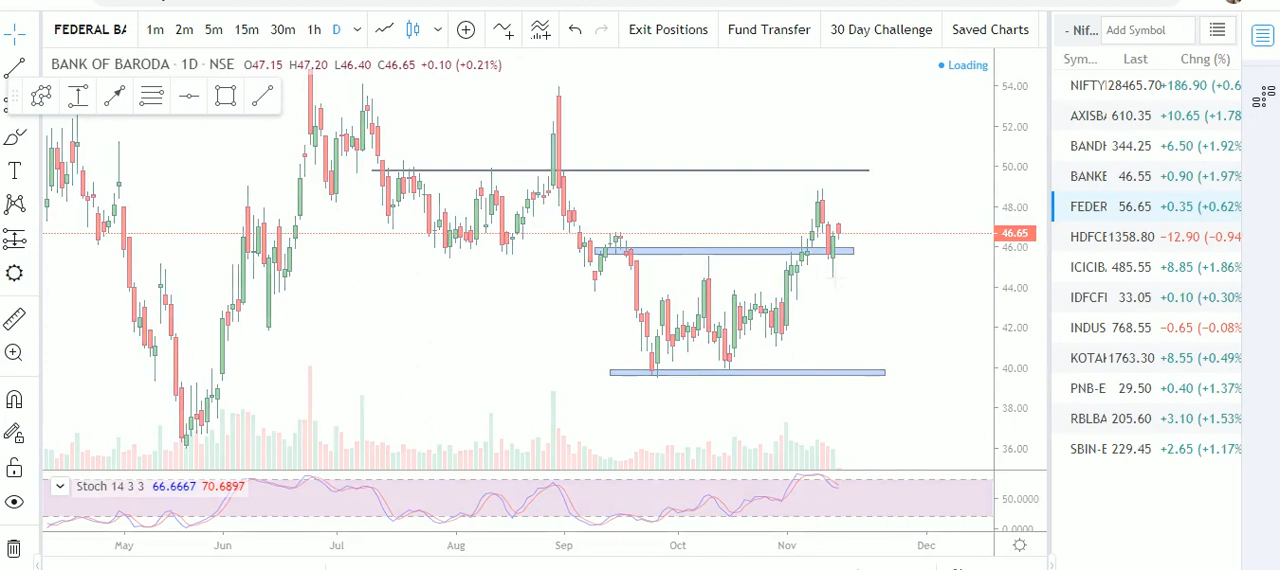 FEDERAL BA 1m 2m 5m 15m 30m 1h D Exit Positions Fund Transfer 30 Day Challenge Saved Charts - Nif... Add Symbol
BANK OF BARODA · 1D · NSE O47.15 H47.20 L46.40 C46.65 +0.10 (+0.21%) Loading
Sym... Last Chng (%)
NIFTY 28465.70 +186.90 (+0.6
AXISB 610.35 +10.65 (+1.78
BANDH 344.25 +6.50 (+1.92%
BANKE 46.55 +0.90 (+1.97%
FEDER 56.65 +0.35 (+0.62%
HDFCE 1358.80 −12.90 (−0.94
ICICIB 485.55 +8.85 (+1.86%
IDFCFI 33.05 +0.10 (+0.30%
INDUS 768.55 −0.65 (−0.08%
KOTAK 1763.30 +8.55 (+0.49%
PNB-E 29.50 +0.40 (+1.37%
RBLBA 205.60 +3.10 (+1.53%
SBIN-E 229.45 +2.65 (+1.17%
54.00
52.00
50.00
48.00
46.65
46.00
44.00
42.00
40.00
38.00
36.00
Stoch 14 3 3 66.6667 70.6897
50.0000
0.0000
May Jun Jul Aug Sep Oct Nov Dec